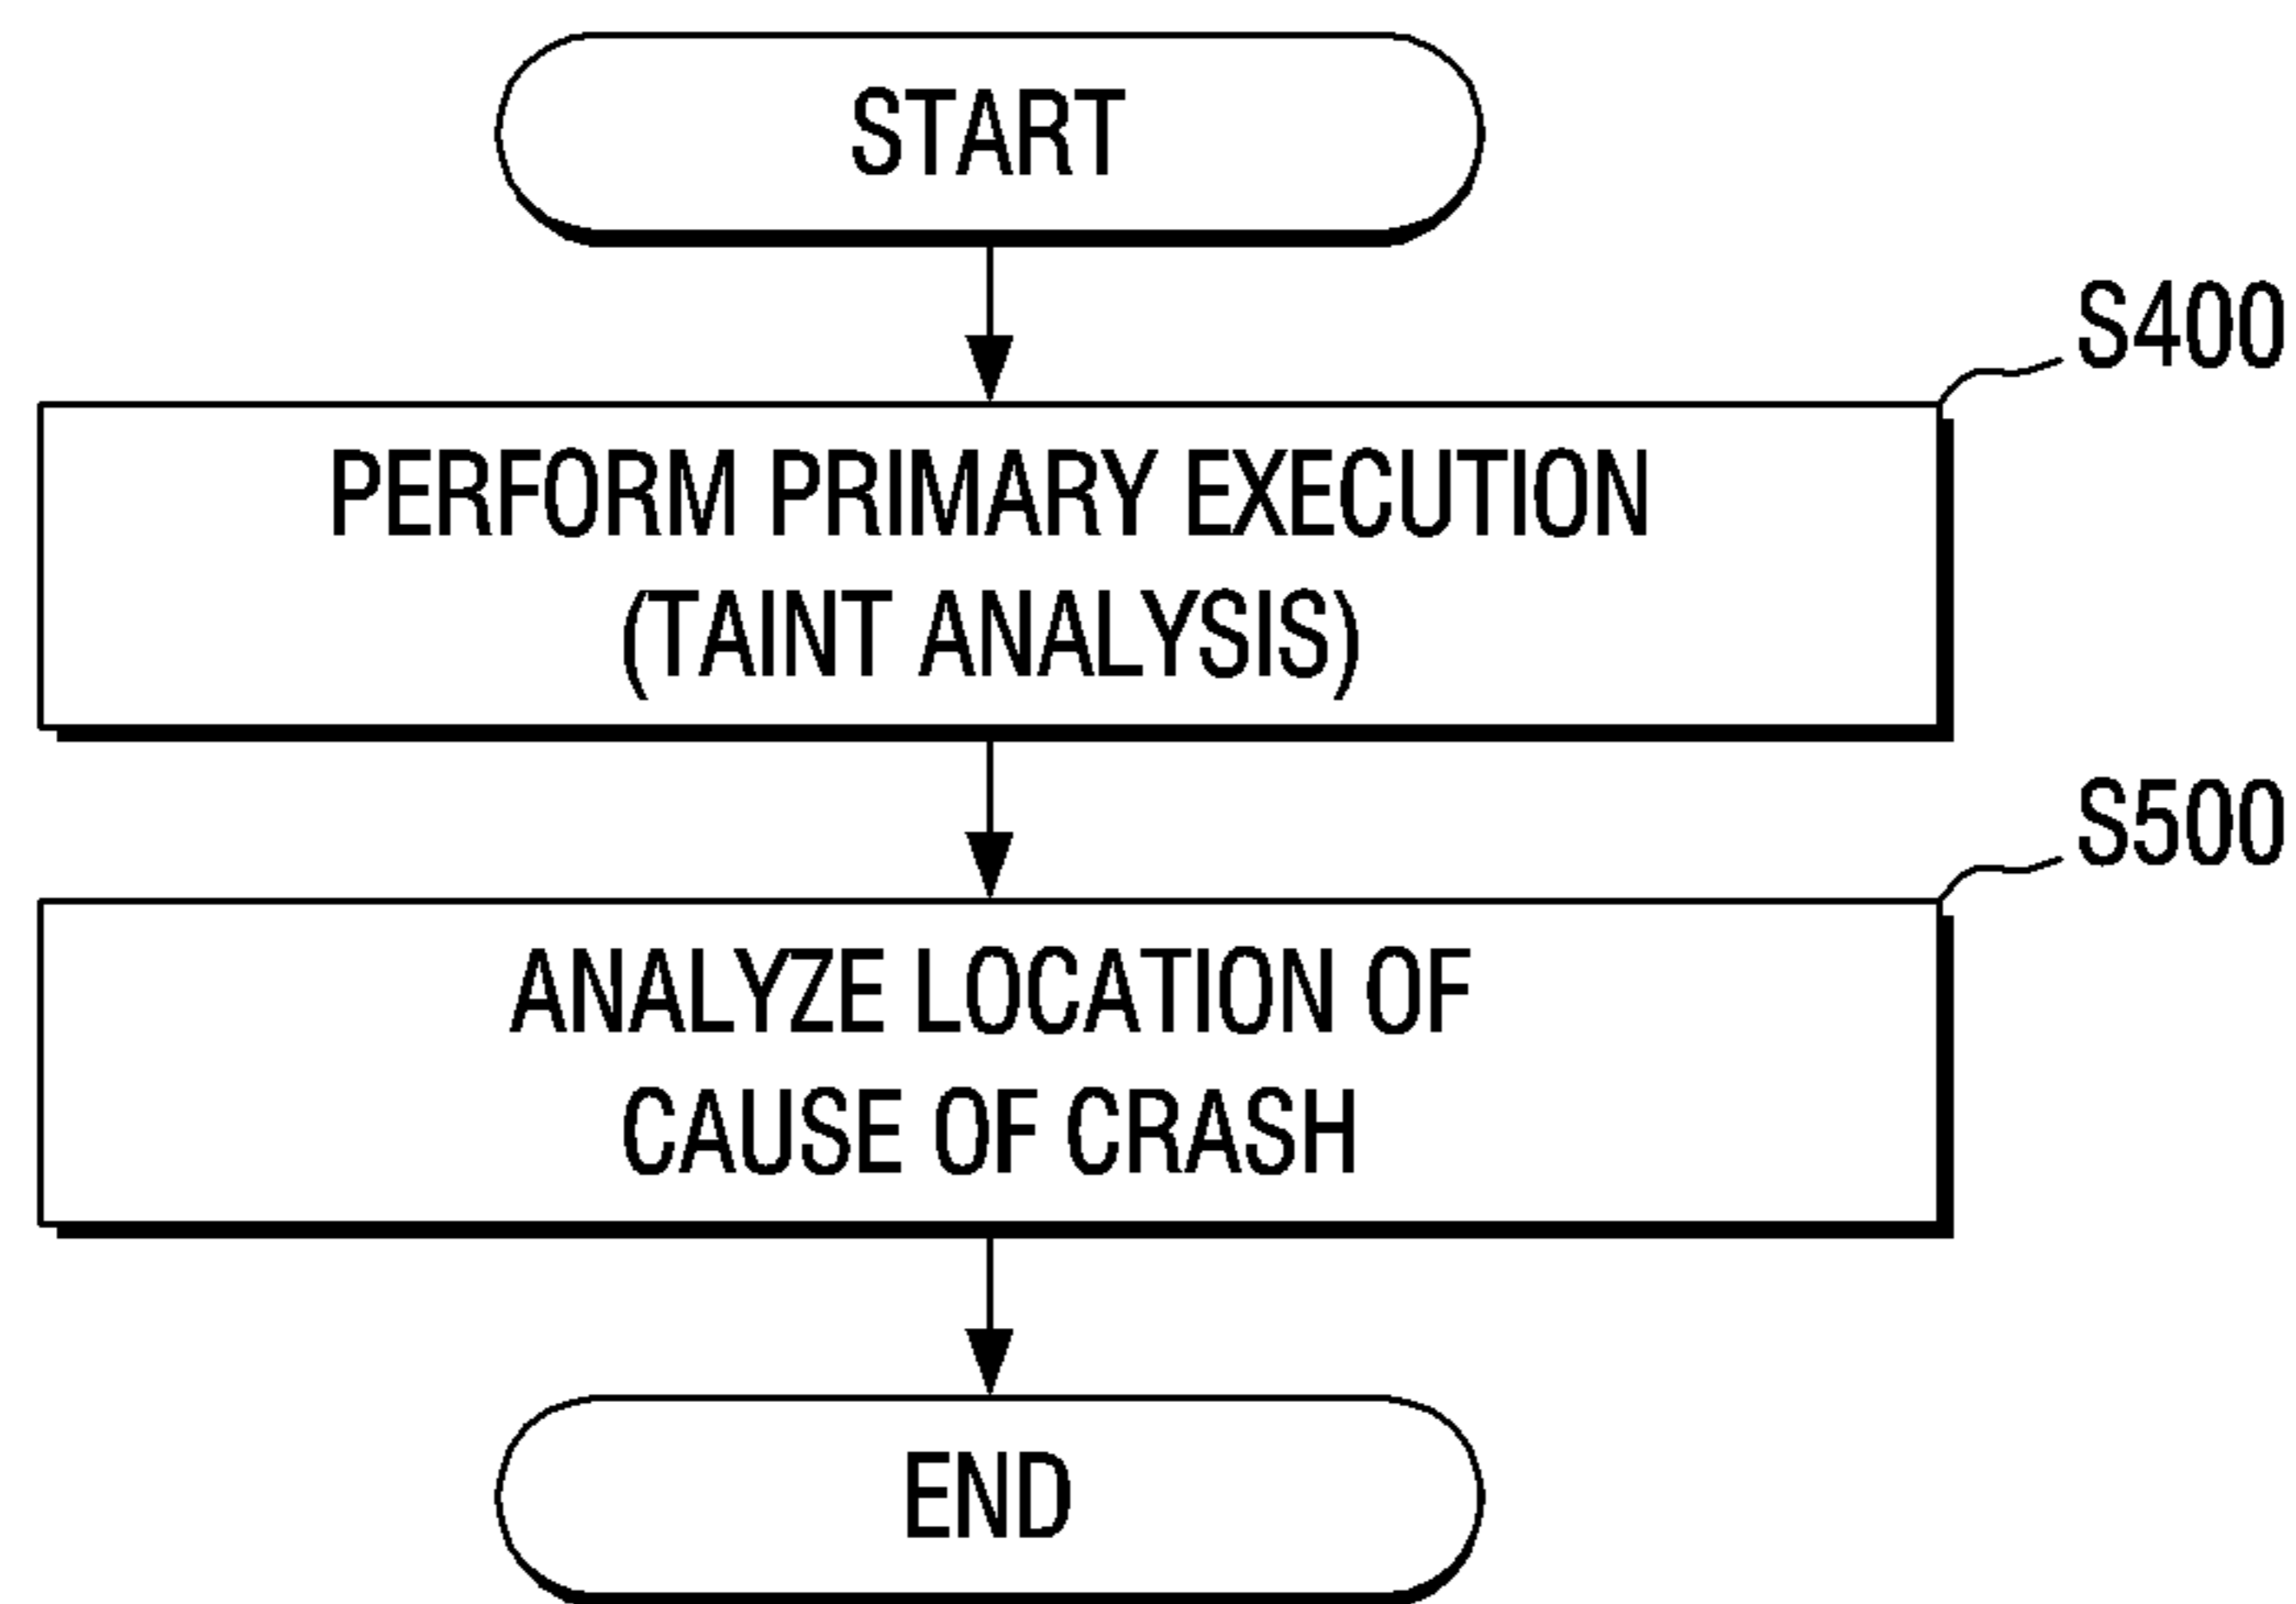 START
S400
PERFORM PRIMARY EXECUTION
(TAINT ANALYSIS)
S500
ANALYZE LOCATION OF
CAUSE OF CRASH
END